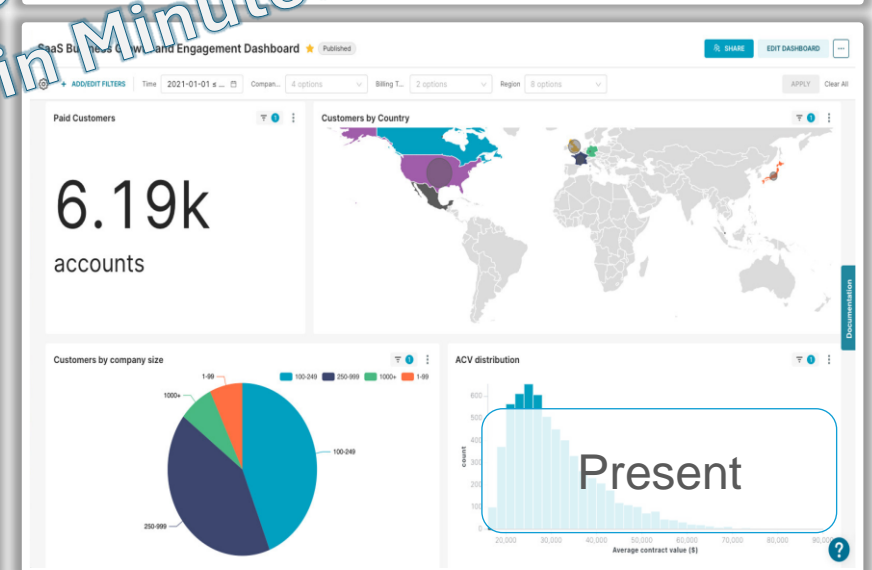 in Minute
SaaS Business Growth and Engagement Dashboard Published SHARE EDIT DASHBOARD
+ ADD/EDIT FILTERS Time 2021-01-01 ≤ ... Compan... 4 options Billing T... 2 options Region 8 options APPLY Clear All
Paid Customers 1
6.19k
accounts
Customers by Country 1
Documentation
Customers by company size 1
100-249 250-999 1000+ 1-99
1-99
1000+
100-249
250-999
ACV distribution 1
600
500
400
300
200
100
0
count
20,000 30,000 40,000 50,000 60,000 70,000 80,000 90,000
Average contract value ($)
Present
?